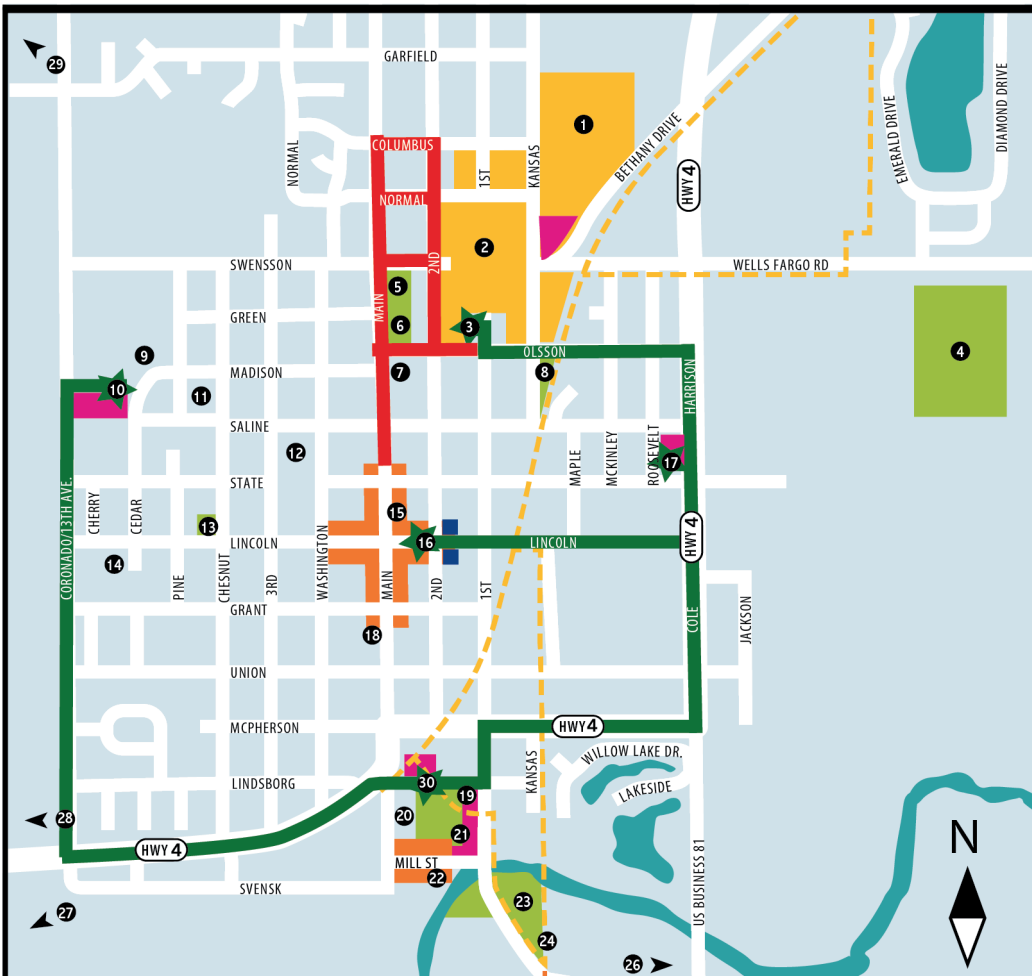 29
GARFIELD
1
BETHANY DRIVE
EMERALD DRIVE
DIAMOND DRIVE
NORMAL
COLUMBUS
1ST
KANSAS
HWY 4
NORMAL
2
2ND
SWENSSON
WELLS FARGO RD
5
MAIN
GREEN
6
3
4
9
OLSSON
MADISON
7
8
HARRISON
10
11
SALINE
12
MAPLE
MCKINLEY
ROOSEVELT
17
STATE
CORONADO/13TH AVE.
CHERRY
CEDAR
13
15
LINCOLN
16
LINCOLN
HWY 4
14
PINE
CHESNUT
3RD
WASHINGTON
MAIN
2ND
1ST
GRANT
18
COLE
JACKSON
UNION
MCPHERSON
HWY 4
WILLOW LAKE DR.
LINDSBORG
30
19
KANSAS
LAKESIDE
28
20
21
HWY 4
MILL ST
US BUSINESS 81
N
SVENSK
22
27
23
24
26